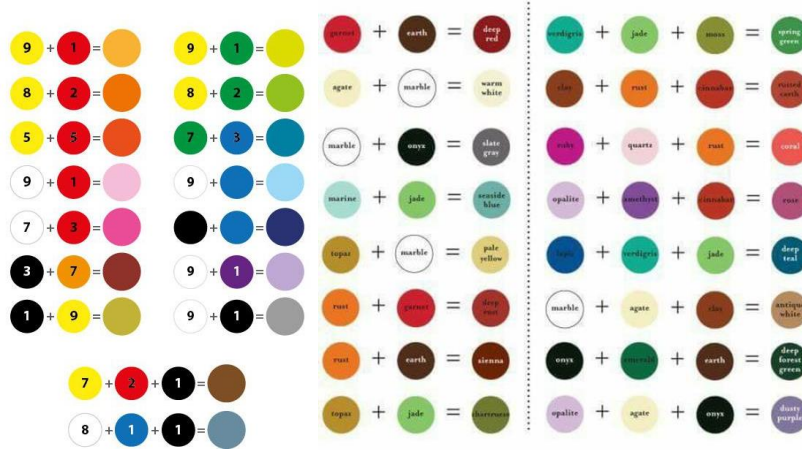 9 + 1 =
8 + 2 =
5 + 5 =
9 + 1 =
7 + 3 =
3 + 7 =
1 + 9 =
9 + 1 =
8 + 2 =
7 + 3 =
9 + =
+ =
9 + 1 =
9 + 1 =
7 + 2 + 1 =
8 + 1 + 1 =
garnet + earth = deep red
agate + marble = warm white
marble + onyx = slate gray
marine + jade = seaside blue
topaz + marble = pale yellow
rust + garnet = deep
rust + earth = sienna
topaz + jade = chartreuse
verdigris + jade + moss = spring green
clay + rust + cinnabar = rusted earth
ruby + quartz + rust = coral
opalite + amethyst + cinnabar = rose
lapis + verdigris + jade = deep teal
marble + agate + clay = antique white
onyx + emerald + earth = deep forest green
opalite + agate + onyx = dusty purple